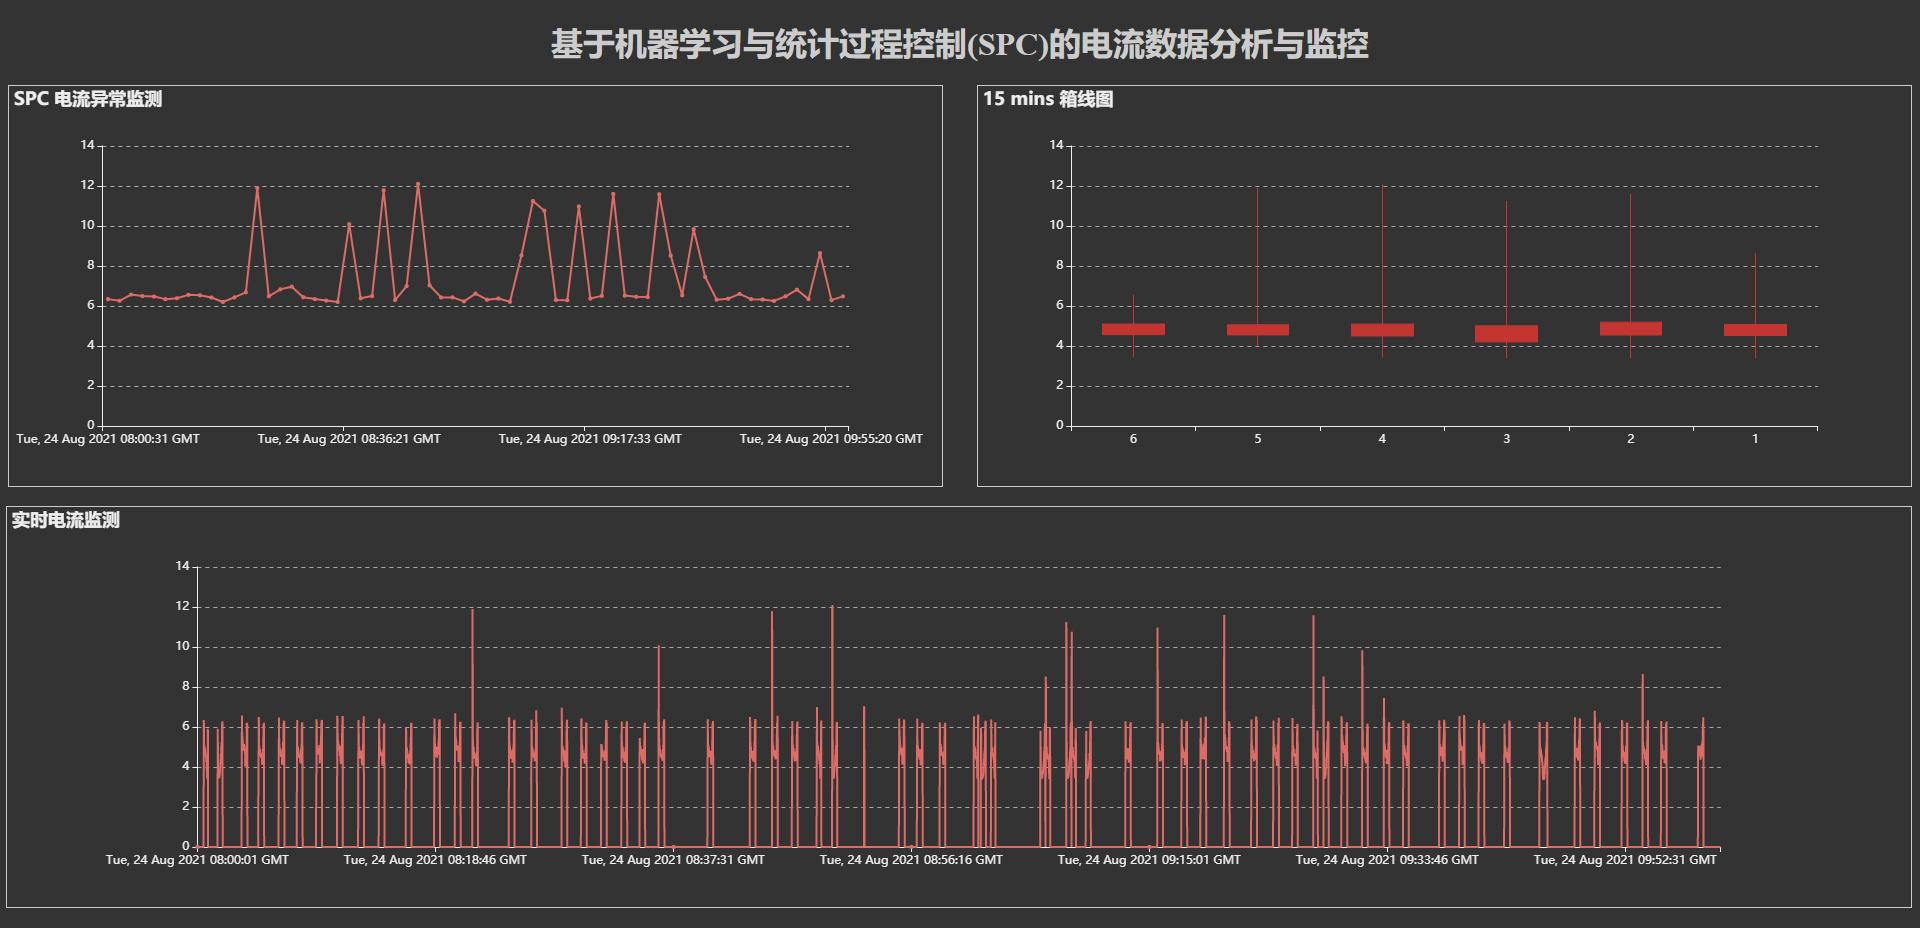 基于机器学习与统计过程控制(SPC)的电流数据分析与监控
SPC 电流异常监测
14
12
10
8
6
4
2
0
Tue, 24 Aug 2021 08:00:31 GMT
Tue, 24 Aug 2021 08:36:21 GMT
Tue, 24 Aug 2021 09:17:33 GMT
Tue, 24 Aug 2021 09:55:20 GMT
15 mins 箱线图
14
12
10
8
6
4
2
0
6
5
4
3
2
1
实时电流监测
14
12
10
8
6
4
2
0
Tue, 24 Aug 2021 08:00:01 GMT
Tue, 24 Aug 2021 08:18:46 GMT
Tue, 24 Aug 2021 08:37:31 GMT
Tue, 24 Aug 2021 08:56:16 GMT
Tue, 24 Aug 2021 09:15:01 GMT
Tue, 24 Aug 2021 09:33:46 GMT
Tue, 24 Aug 2021 09:52:31 GMT